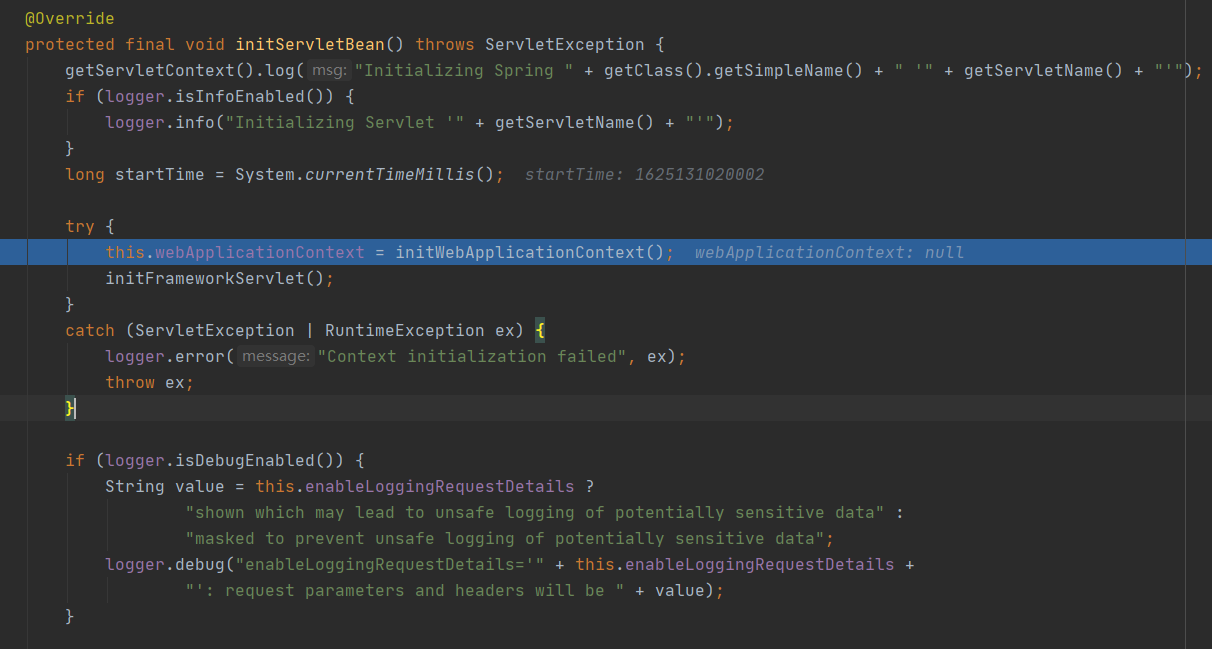 @Override
protected final void initServletBean() throws ServletException {
getServletContext().log( msg: "Initializing Spring " + getClass().getSimpleName() + " '" + getServletName() + "'");
if (logger.isInfoEnabled()) {
logger.info("Initializing Servlet '" + getServletName() + "'");
}
long startTime = System.currentTimeMillis(); startTime: 1625131020002
try {
this.webApplicationContext = initWebApplicationContext(); webApplicationContext: null
initFrameworkServlet();
}
catch (ServletException | RuntimeException ex) {
logger.error( message: "Context initialization failed", ex);
throw ex;
}
if (logger.isDebugEnabled()) {
String value = this.enableLoggingRequestDetails ?
"shown which may lead to unsafe logging of potentially sensitive data" :
"masked to prevent unsafe logging of potentially sensitive data";
logger.debug("enableLoggingRequestDetails='" + this.enableLoggingRequestDetails +
"': request parameters and headers will be " + value);
}